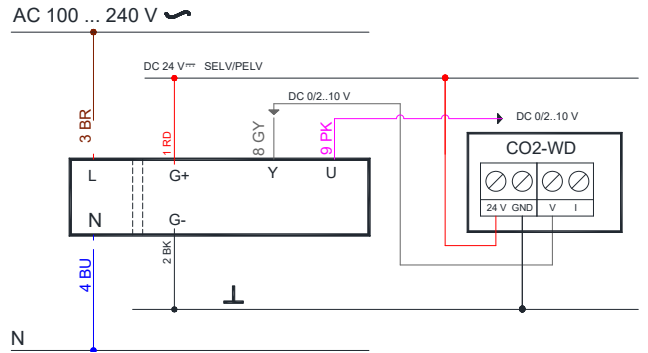 AC 100 ... 240 V
DC 24 V SELV/PELV
DC 0/2..10 V
DC 0/2..10 V
3 BR
1 RD
8 GY
9 PK
CO2-WD
L
G+
Y
U
24 V GND V I
N
G-
4 BU
2 BK
N